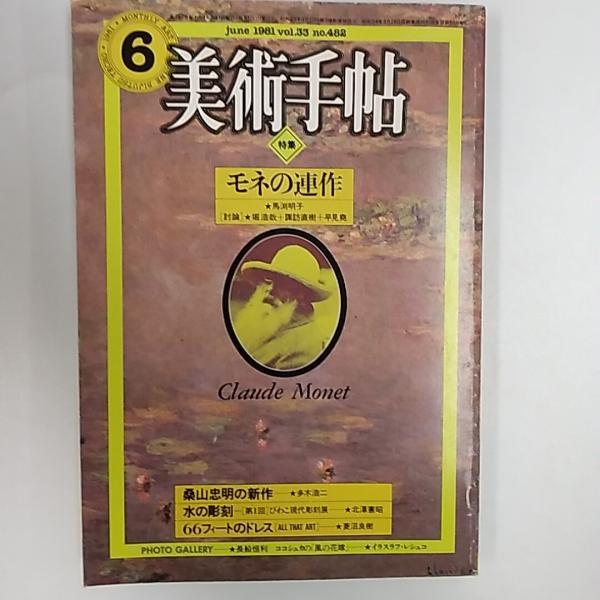 6
1981・MONTHLY ART
june 1981 vol.33 no.482
美術手帖
特集
モネの連作
★馬渕明子
[討論]★堀浩哉+諏訪直樹+早見堯
Claude Monet
桑山忠明の新作——★多木浩二
水の彫刻—[第1回]びわこ現代彫刻展—★北澤憲昭
66フィートのドレス[ALL THAT ART]—★菱沼良樹
PHOTO GALLERY——★長船恒利 ココシュカの『風の花嫁』——★イラスラフ・レシュコ